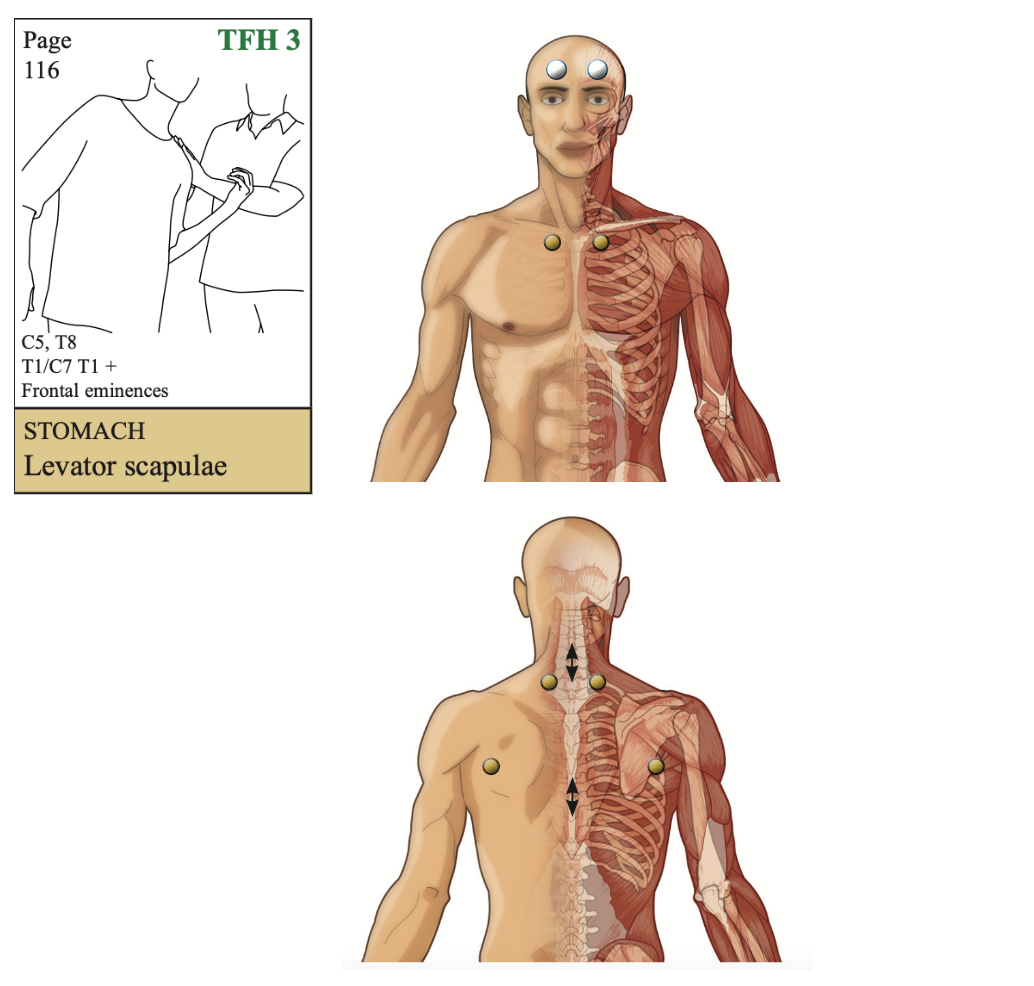 Page
116
TFH 3
C5, T8
T1/C7 T1 +
Frontal eminences
STOMACH
Levator scapulae